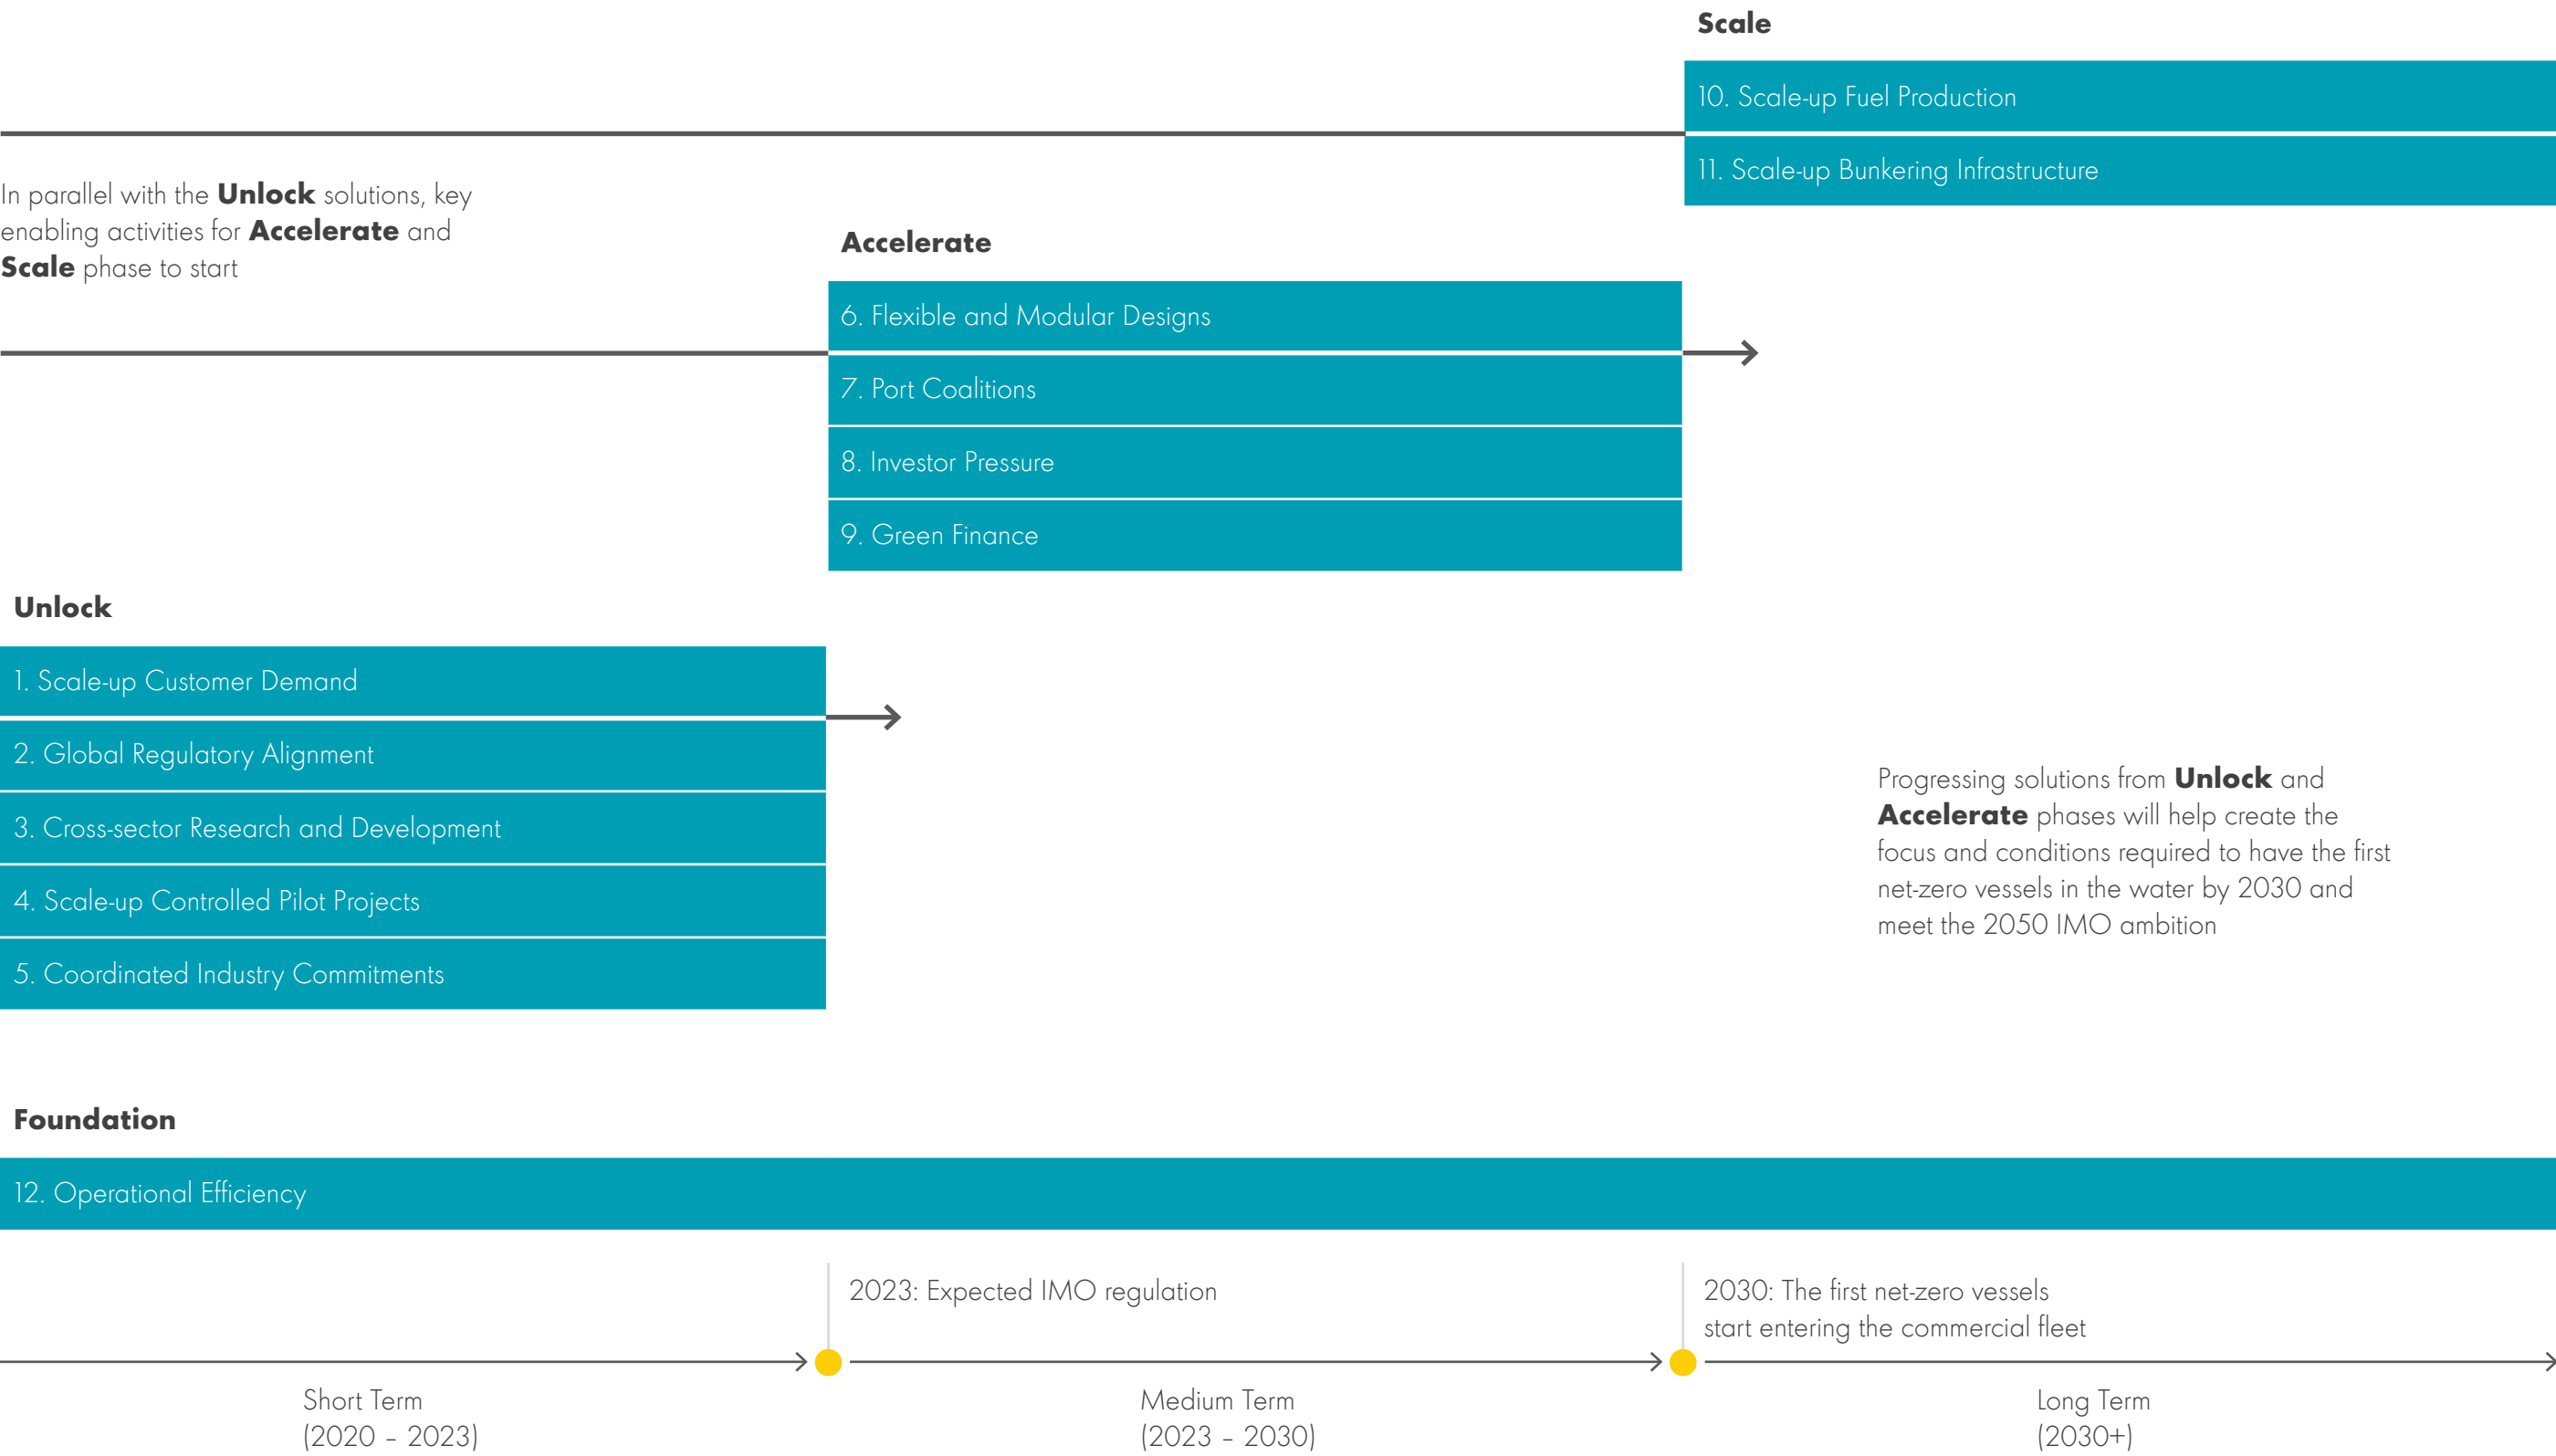 Scale
10. Scale-up Fuel Production
11. Scale-up Bunkering Infrastructure
In parallel with the Unlock solutions, key
enabling activities for Accelerate and
Scale phase to start
Accelerate
6. Flexible and Modular Designs
7. Port Coalitions
8. Investor Pressure
9. Green Finance
Unlock
1. Scale-up Customer Demand
2. Global Regulatory Alignment
3. Cross-sector Research and Development
4. Scale-up Controlled Pilot Projects
5. Coordinated Industry Commitments
Progressing solutions from Unlock and
Accelerate phases will help create the
focus and conditions required to have the first
net-zero vessels in the water by 2030 and
meet the 2050 IMO ambition
Foundation
12. Operational Efficiency
2023: Expected IMO regulation
2030: The first net-zero vessels
start entering the commercial fleet
Short Term
(2020 – 2023)
Medium Term
(2023 – 2030)
Long Term
(2030+)